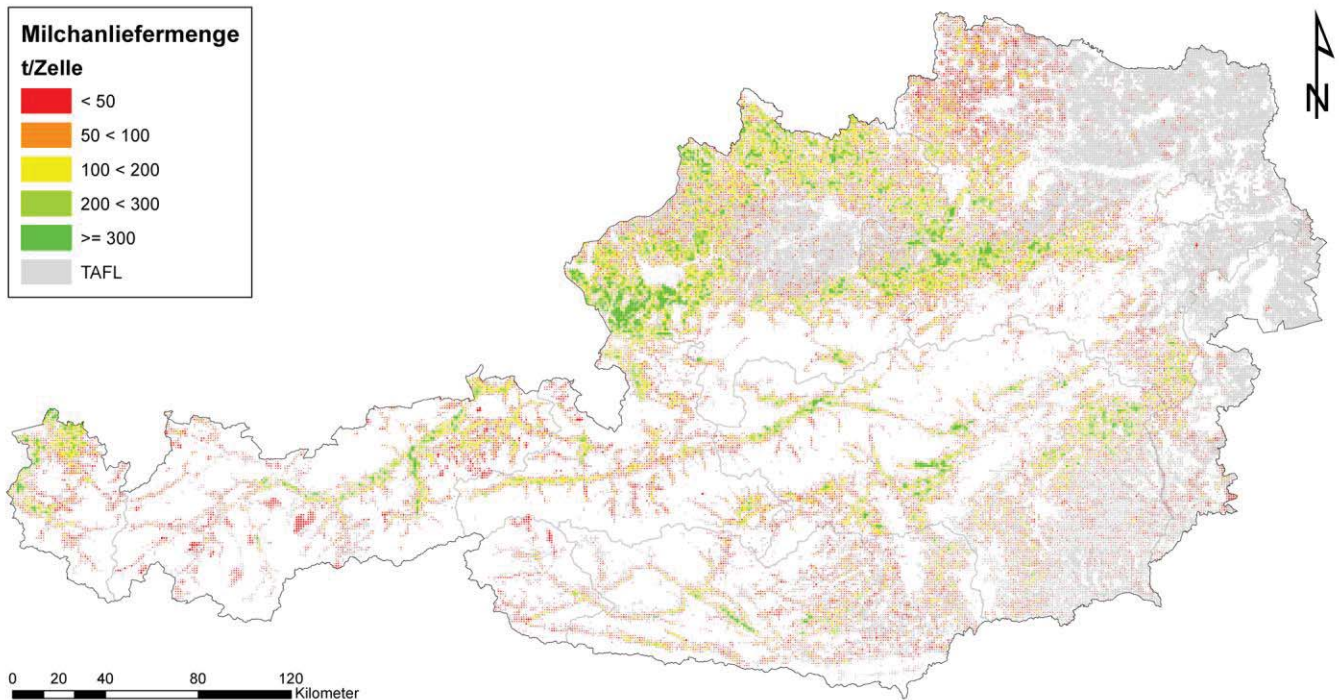 Milchanliefermenge
t/Zelle
< 50
50 < 100
100 < 200
200 < 300
>= 300
TAFL
N
0 20 40 80 120
Kilometer